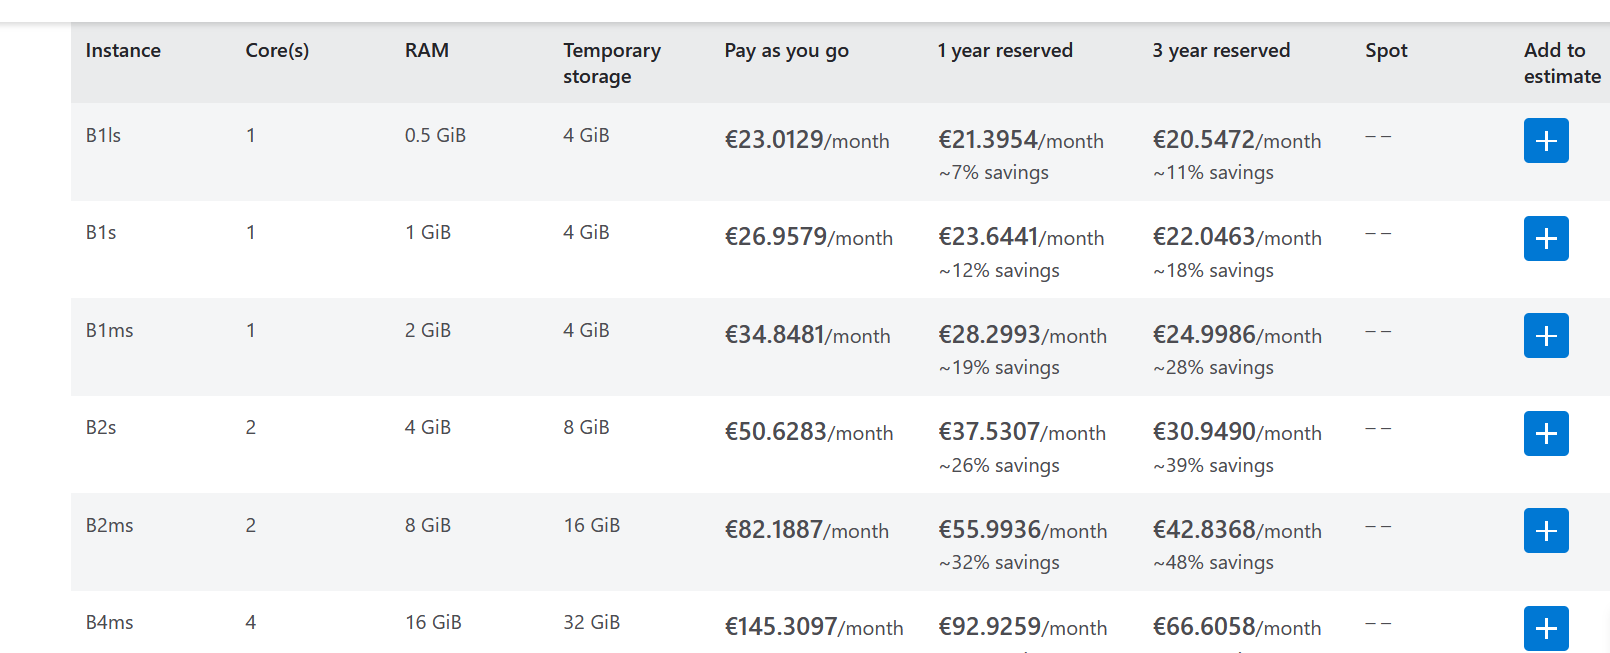 Instance Core(s) RAM Temporary storage Pay as you go 1 year reserved 3 year reserved Spot Add to estimate
B1ls 1 0.5 GiB 4 GiB €23.0129/month €21.3954/month €20.5472/month – –
~7% savings ~11% savings
B1s 1 1 GiB 4 GiB €26.9579/month €23.6441/month €22.0463/month – –
~12% savings ~18% savings
B1ms 1 2 GiB 4 GiB €34.8481/month €28.2993/month €24.9986/month – –
~19% savings ~28% savings
B2s 2 4 GiB 8 GiB €50.6283/month €37.5307/month €30.9490/month – –
~26% savings ~39% savings
B2ms 2 8 GiB 16 GiB €82.1887/month €55.9936/month €42.8368/month – –
~32% savings ~48% savings
B4ms 4 16 GiB 32 GiB €145.3097/month €92.9259/month €66.6058/month – –